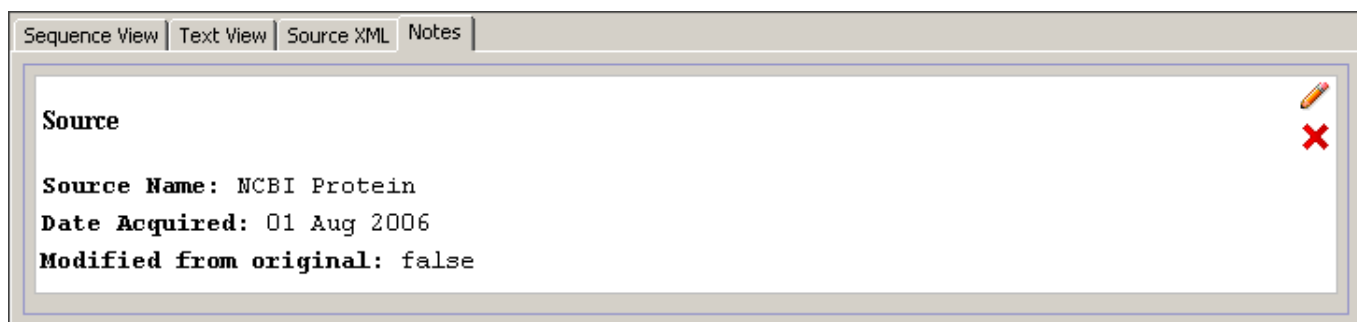 Sequence View Text View Source XML Notes
Source
Source Name: NCBI Protein
Date Acquired: 01 Aug 2006
Modified from original: false